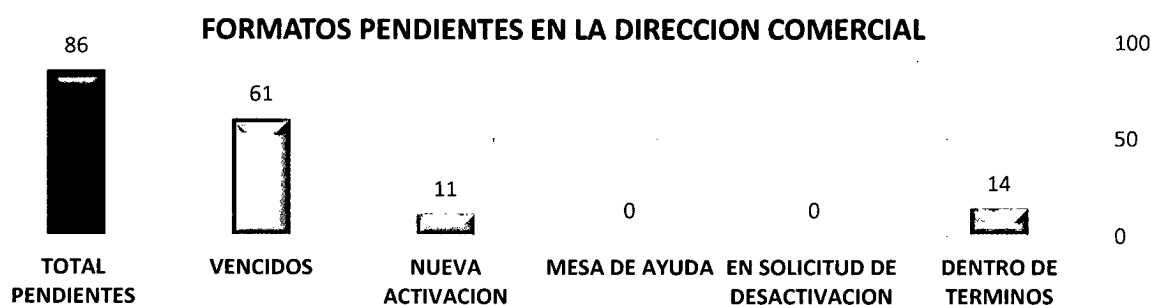 FORMATOS PENDIENTES EN LA DIRECCION COMERCIAL
86
61
11
0
0
14
100
50
0
TOTAL PENDIENTES
VENCIDOS
NUEVA ACTIVACION
MESA DE AYUDA
EN SOLICITUD DE DESACTIVACION
DENTRO DE TERMINOS